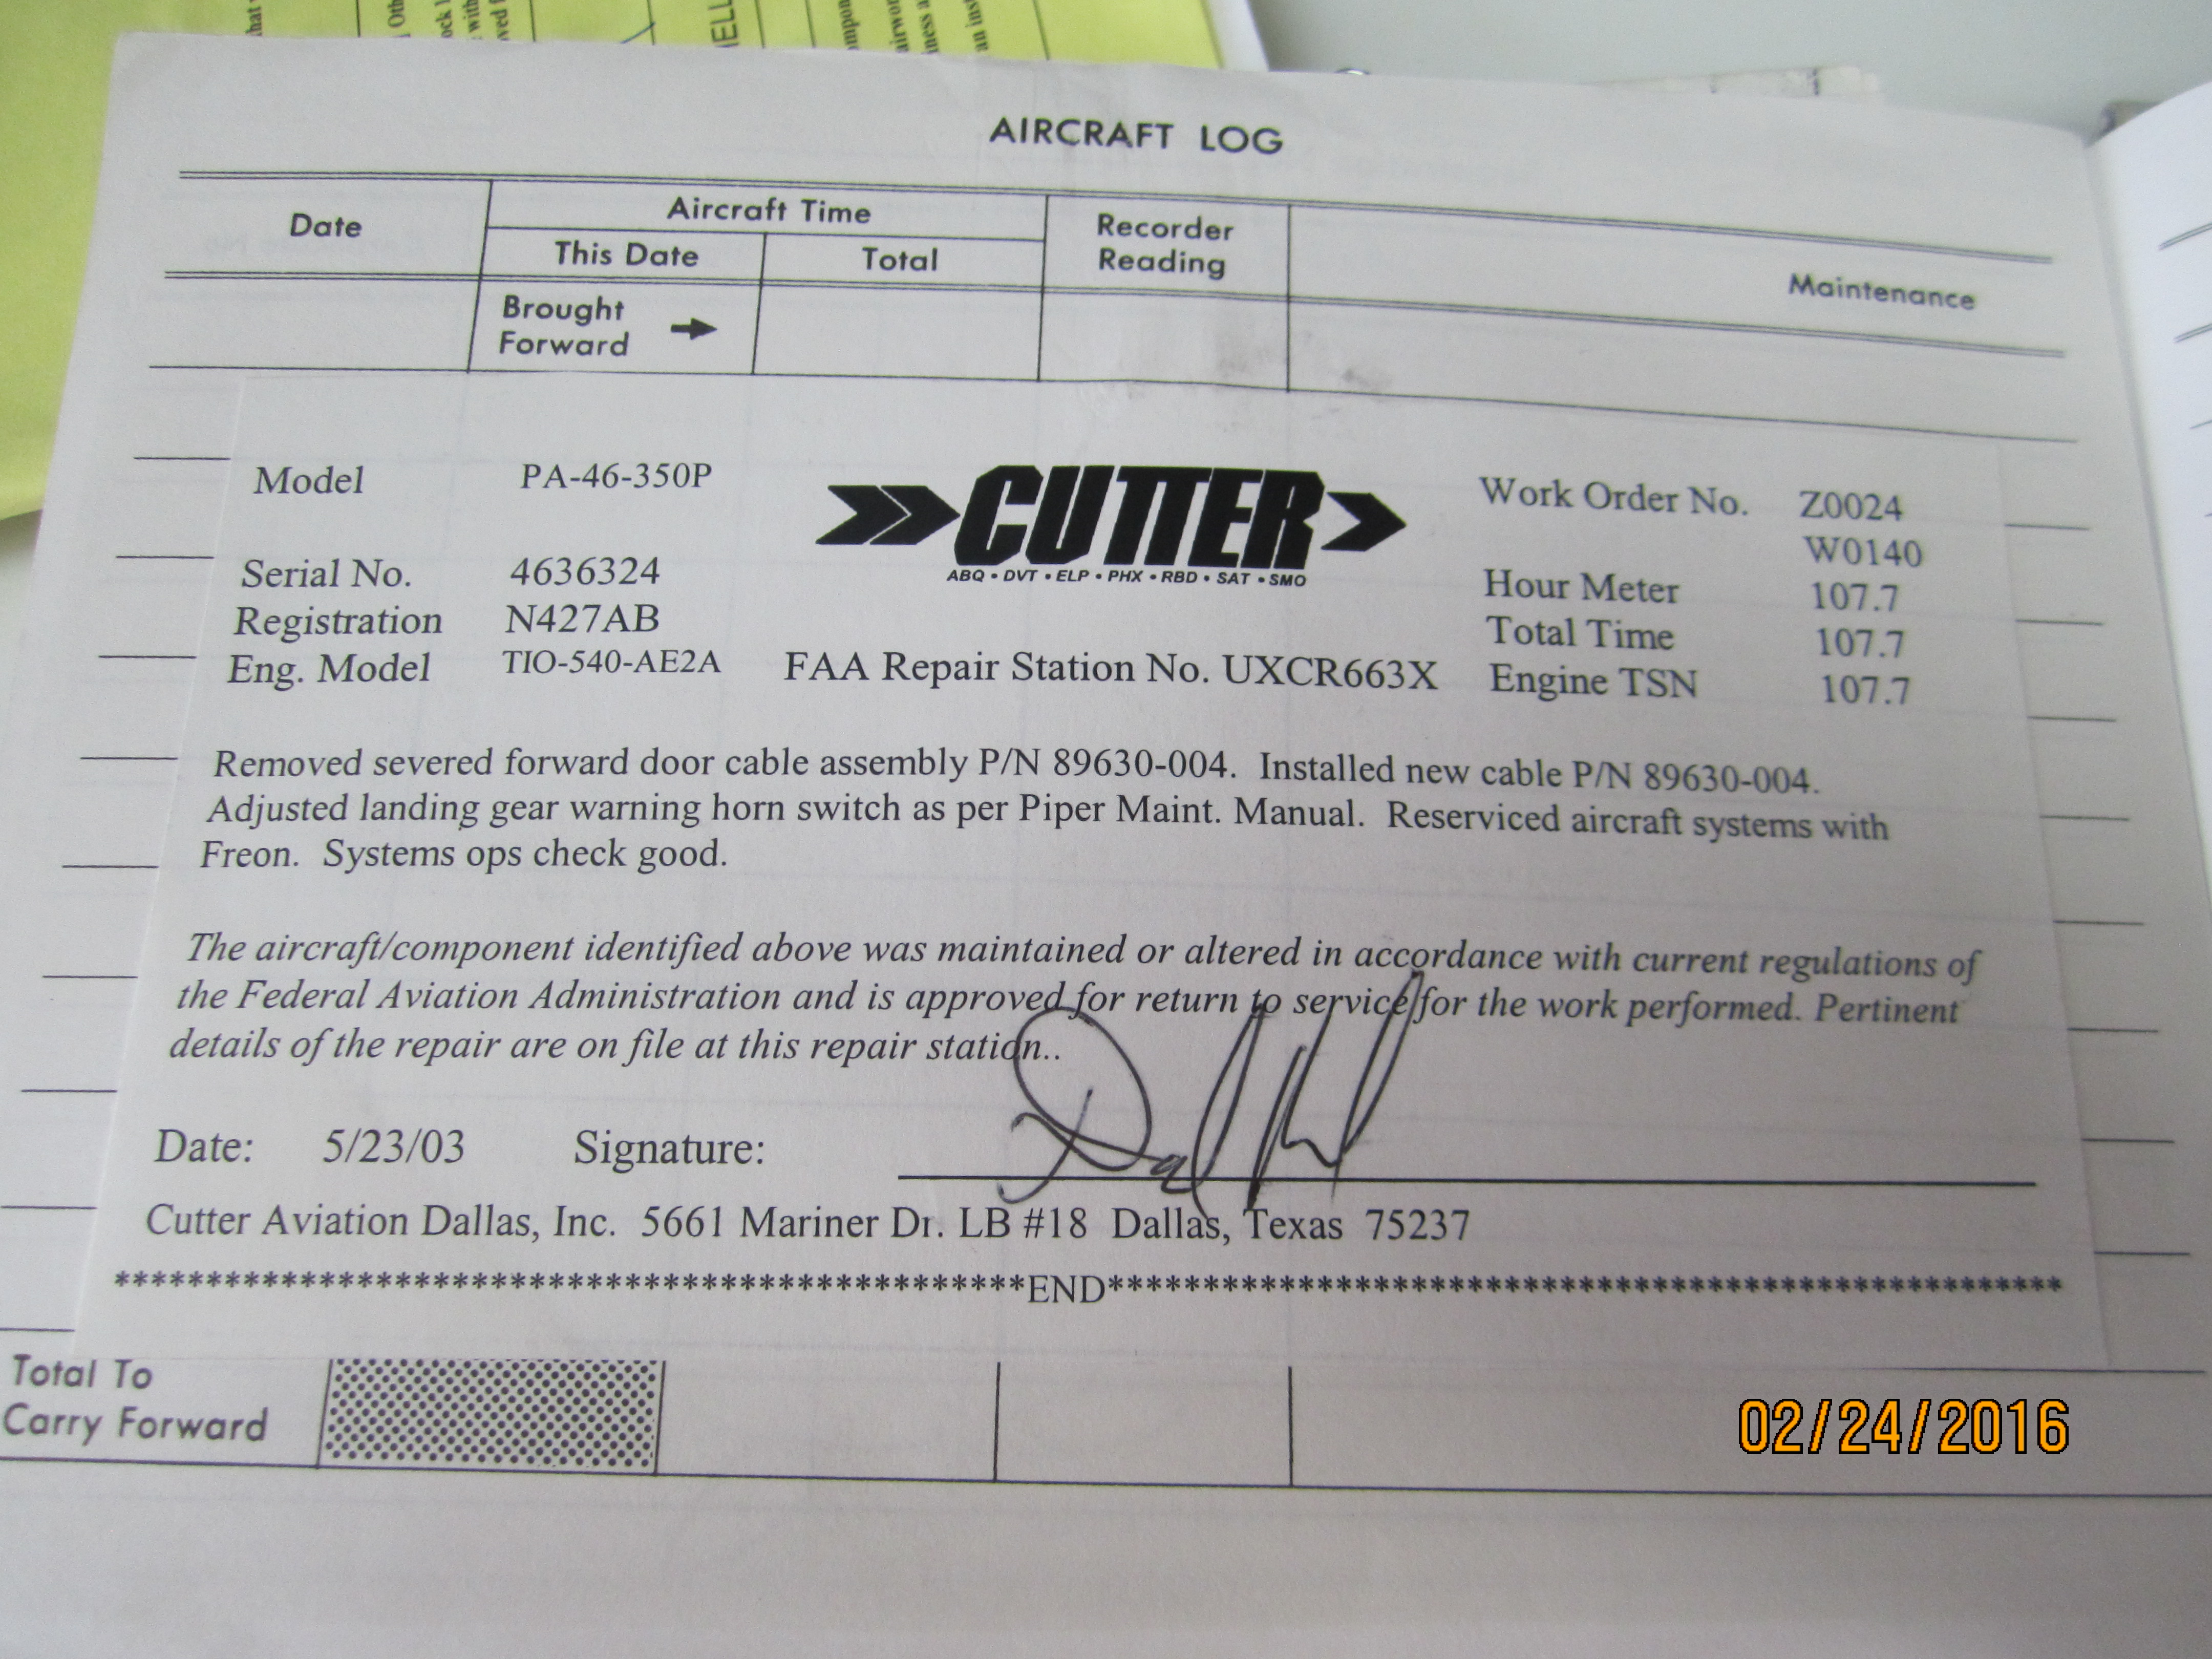 AIRCRAFT LOG
Date
Aircraft Time
This Date
Total
Recorder
Reading
Maintenance
Brought
Forward
Model PA-46-350P
CUTTER
ABQ • DVT • ELP • PHX • RBD • SAT • SMO
Work Order No. Z0024
W0140
Serial No. 4636324
Hour Meter 107.7
Registration N427AB
Total Time 107.7
Eng. Model TIO-540-AE2A
FAA Repair Station No. UXCR663X
Engine TSN 107.7
Removed severed forward door cable assembly P/N 89630-004. Installed new cable P/N 89630-004.
Adjusted landing gear warning horn switch as per Piper Maint. Manual. Reserviced aircraft systems with
Freon. Systems ops check good.
The aircraft/component identified above was maintained or altered in accordance with current regulations of
the Federal Aviation Administration and is approved for return to service for the work performed. Pertinent
details of the repair are on file at this repair station..
Date: 5/23/03 Signature:
Cutter Aviation Dallas, Inc. 5661 Mariner Dr. LB #18 Dallas, Texas 75237
*************************************************END***************************************************
Total To
Carry Forward
02/24/2016